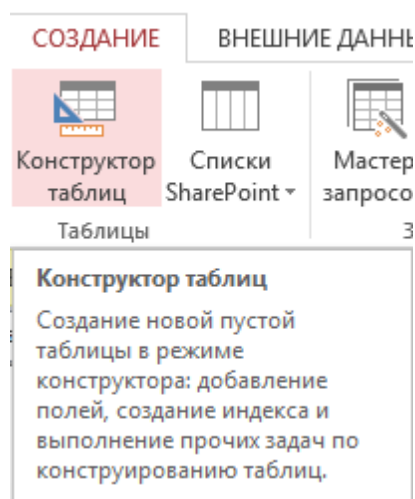 СОЗДАНИЕ ВНЕШНИЕ ДАННЫ
Конструктор таблиц
Списки SharePoint
Мастер запросо
Таблицы
З
Конструктор таблиц
Создание новой пустой
таблицы в режиме
конструктора: добавление
полей, создание индекса и
выполнение прочих задач по
конструированию таблиц.